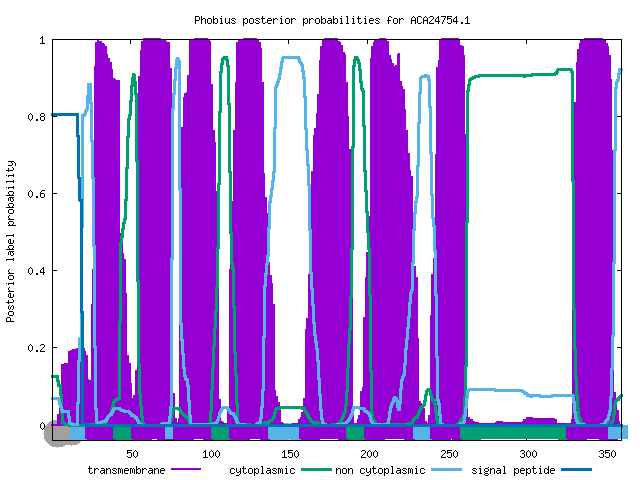 Phobius posterior probabilities for ACA24754.1
Posterior label probability
1
0.8
0.6
0.4
0.2
0
50 100 150 200 250 300 350
transmembrane cytoplasmic non cytoplasmic signal peptide